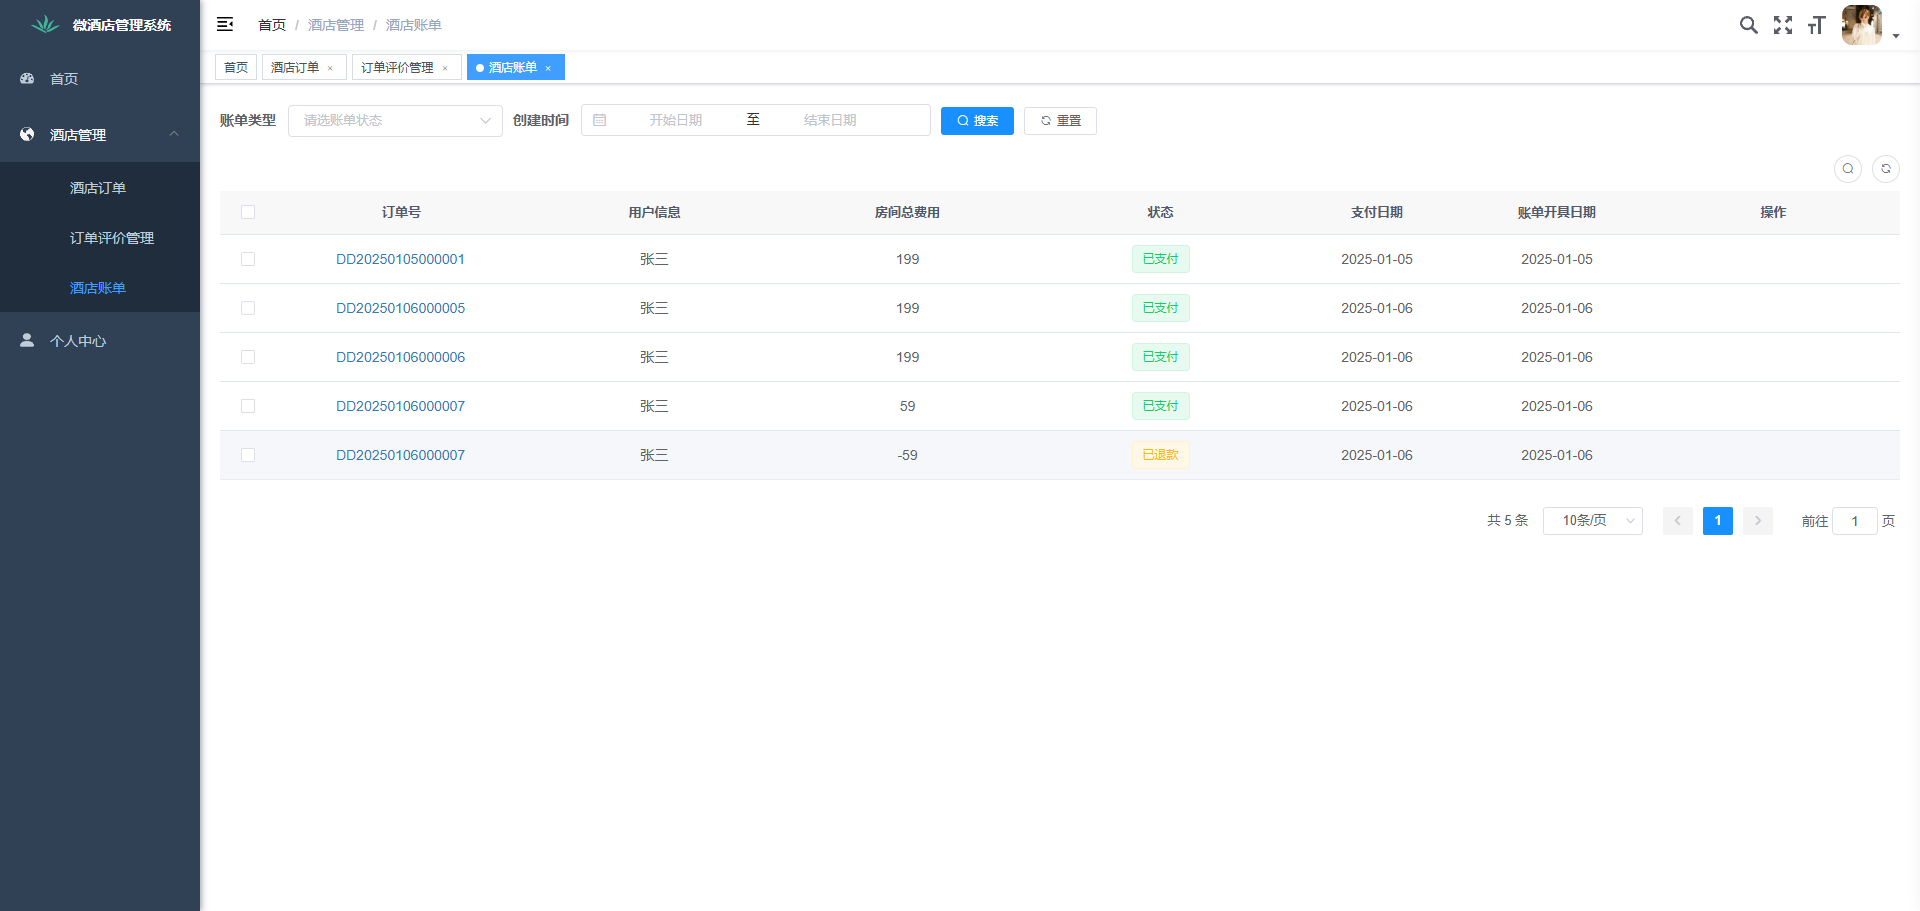 微酒店管理系统
首页
酒店管理
酒店订单
订单评价管理
酒店账单
个人中心
首页 / 酒店管理 / 酒店账单
首页 酒店订单 × 订单评价管理 × 酒店账单 ×
账单类型 请选账单状态 创建时间 开始日期 至 结束日期 搜索 重置
订单号 用户信息 房间总费用 状态 支付日期 账单开具日期 操作
DD20250105000001 张三 199 已支付 2025-01-05 2025-01-05
DD20250106000005 张三 199 已支付 2025-01-06 2025-01-06
DD20250106000006 张三 199 已支付 2025-01-06 2025-01-06
DD20250106000007 张三 59 已支付 2025-01-06 2025-01-06
DD20250106000007 张三 -59 已退款 2025-01-06 2025-01-06
共 5 条 10条/页 1 前往 1 页